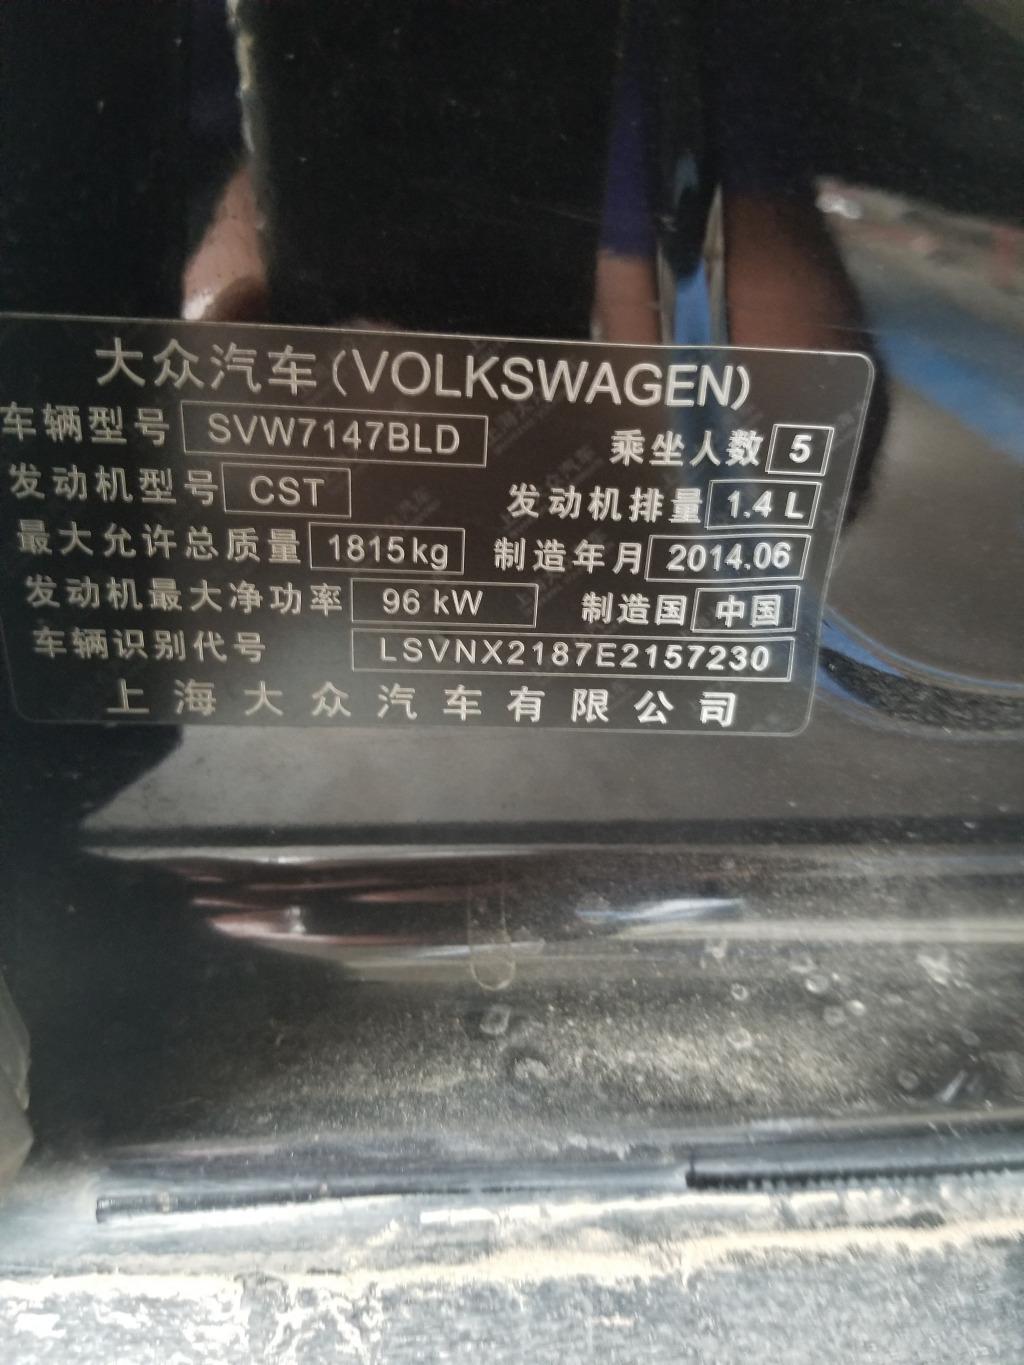 大众汽车(VOLKSWAGEN)
车辆型号 SVW7147BLD 乘坐人数 5
发动机型号 CST 发动机排量 1.4 L
最大允许总质量 1815kg 制造年月 2014.06
发动机最大净功率 96 kW 制造国 中国
车辆识别代号 LSVNX2187E2157230
上海大众汽车有限公司